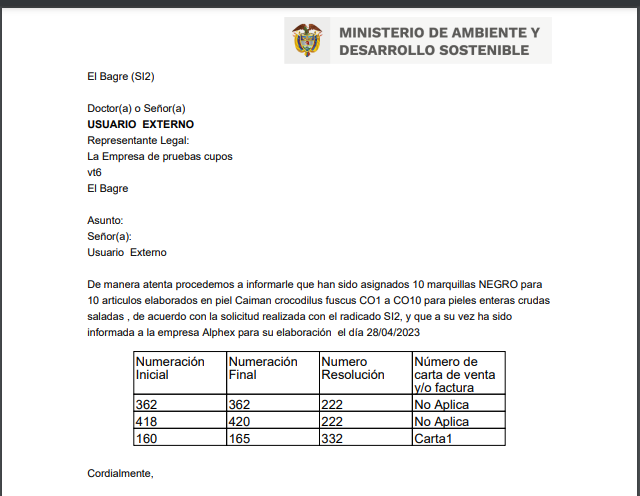 MINISTERIO DE AMBIENTE Y
DESARROLLO SOSTENIBLE
El Bagre (SI2)
Doctor(a) o Señor(a)
USUARIO EXTERNO
Representante Legal:
La Empresa de pruebas cupos
vt6
El Bagre
Asunto:
Señor(a):
Usuario Externo
De manera atenta procedemos a informarle que han sido asignados 10 marquillas NEGRO para
10 articulos elaborados en piel Caiman crocodilus fuscus CO1 a CO10 para pieles enteras crudas
saladas , de acuerdo con la solicitud realizada con el radicado SI2, y que a su vez ha sido
informada a la empresa Alphex para su elaboración el día 28/04/2023
Numeración Inicial Numeración Final Numero Resolución Número de carta de venta y/o factura
362 362 222 No Aplica
418 420 222 No Aplica
160 165 332 Carta1
Cordialmente,